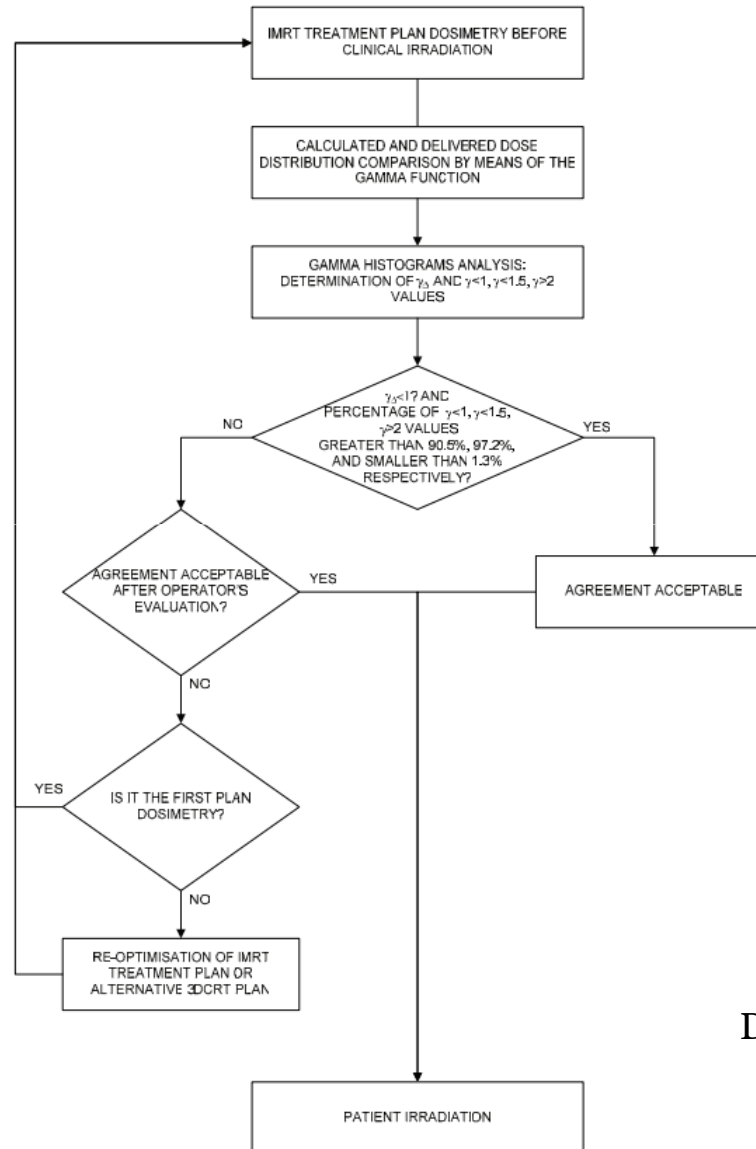 IMRT TREATMENT PLAN DOSIMETRY BEFORE
CLINICAL IRRADIATION
CALCULATED AND DELIVERED DOSE
DISTRIBUTION COMPARISON BY MEANS OF THE
GAMMA FUNCTION
GAMMA HISTOGRAMS ANALYSIS:
DETERMINATION OF γΔ AND γ<1, γ<1.5, γ>2
VALUES
γΔ<1? AND
PERCENTAGE OF γ<1, γ<1.5,
γ>2 VALUES
GREATER THAN 90.5%, 97.2%,
AND SMALLER THAN 1.3%
RESPECTIVELY?
NO
YES
AGREEMENT ACCEPTABLE
AFTER OPERATOR'S
EVALUATION?
YES
AGREEMENT ACCEPTABLE
NO
YES
IS IT THE FIRST PLAN
DOSIMETRY?
NO
RE-OPTIMISATION OF IMRT
TREATMENT PLAN OR
ALTERNATIVE 3DCRT PLAN
D
PATIENT IRRADIATION